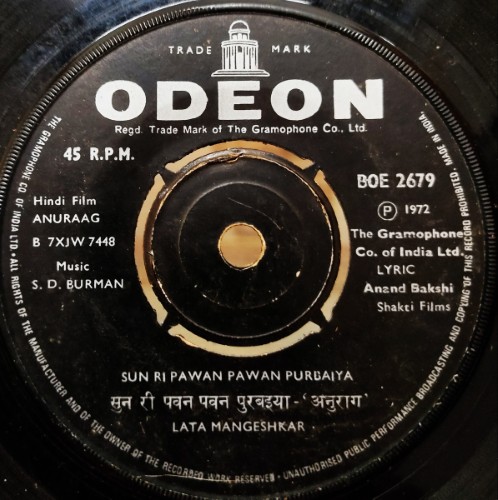 TRADE MARK
ODEON
Regd. Trade Mark of The Gramophone Co., Ltd.
45 R.P.M.
BOE 2679
Hindi Film
ANURAAG
B 7XJW 7448
Music
S. D. BURMAN
Ⓟ 1972
The Gramophone
Co. of India Ltd.
LYRIC
Anand Bakshi
Shakti Films
SUN RI PAWAN PAWAN PURBAIYA
सुन री पवन पवन पुरबइया - 'अनुराग'
LATA MANGESHKAR
THE GRAMOPHONE CO. OF INDIA LTD • ALL RIGHTS OF THE MANUFACTURER AND OF THE OWNER OF THE RECORDED WORK RESERVED • UNAUTHORISED PUBLIC PERFORMANCE BROADCASTING AND COPYING OF THIS RECORD PROHIBITED. MADE IN INDIA.